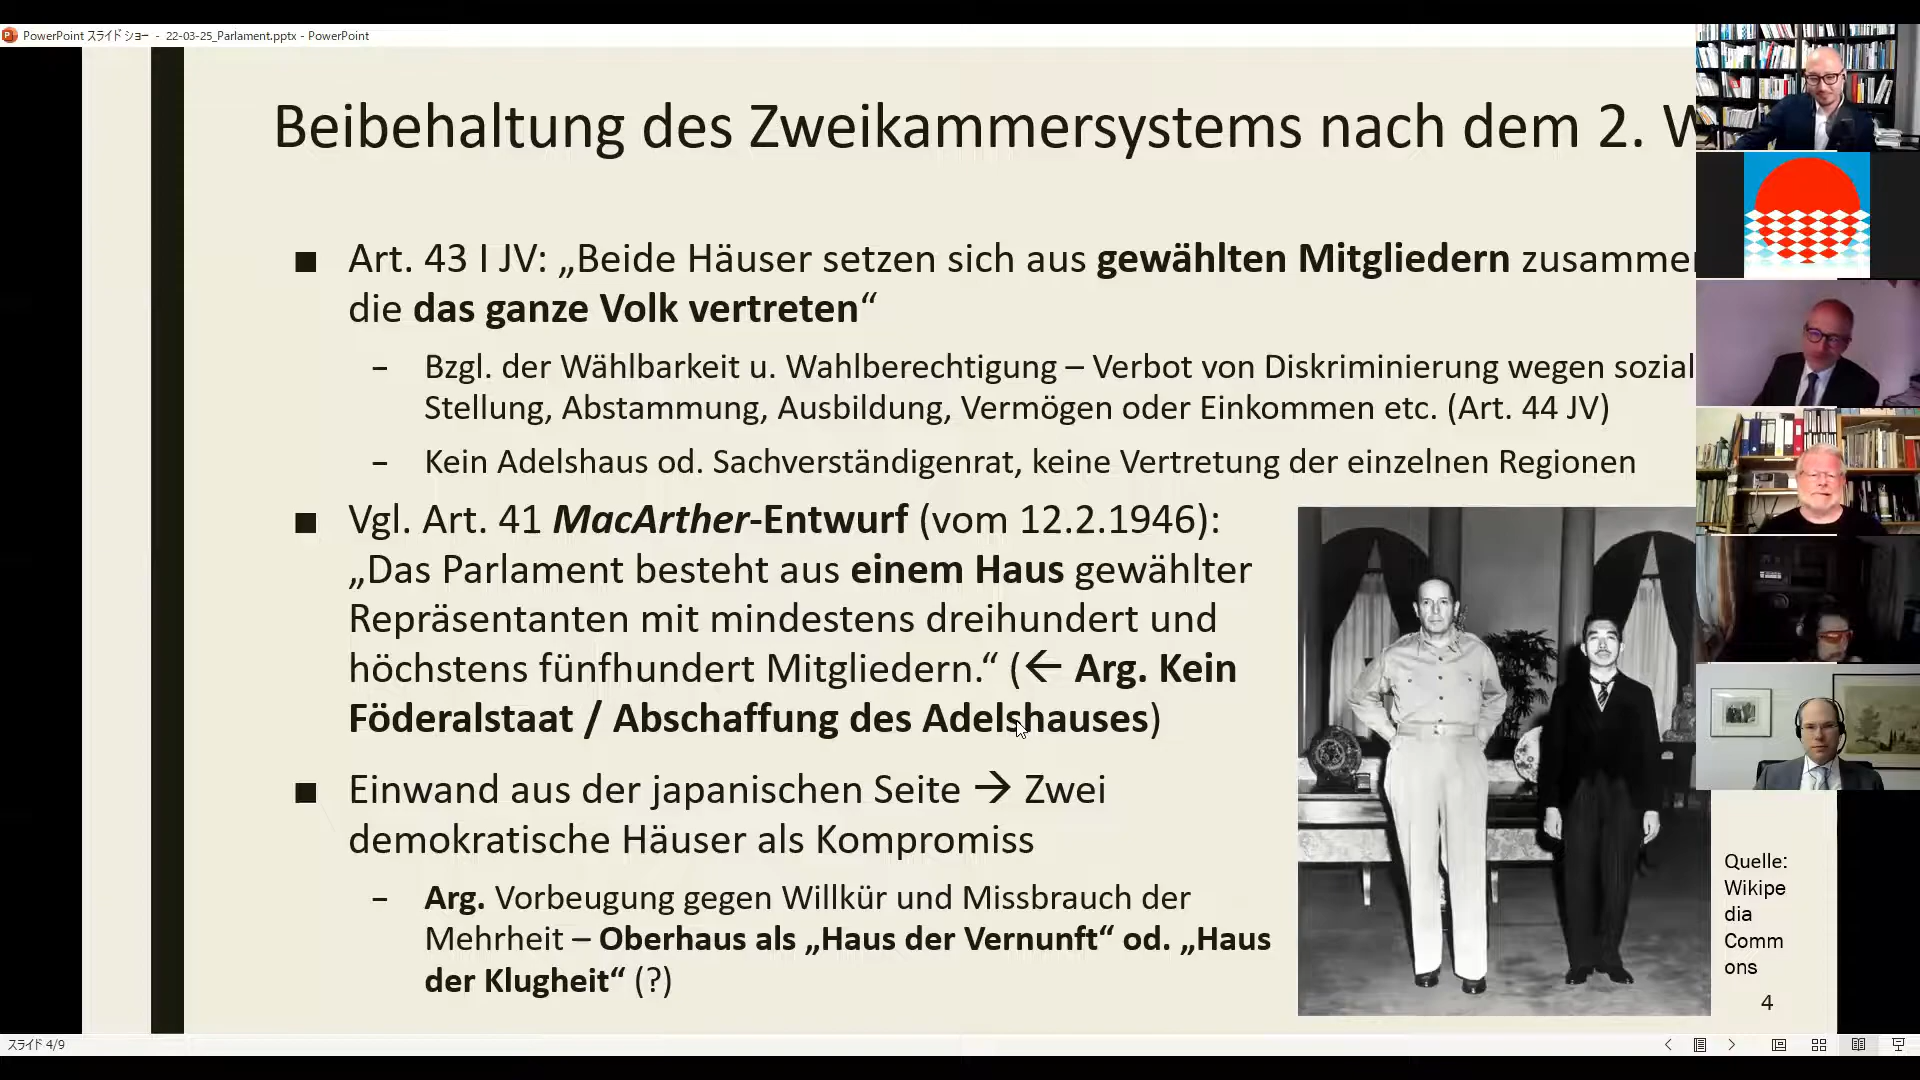 PowerPoint スライド ショー - 22-03-25_Parlament.pptx - PowerPoint
Beibehaltung des Zweikammersystems nach dem 2.
■ Art. 43 I JV: „Beide Häuser setzen sich aus gewählten Mitgliedern zusammen
die das ganze Volk vertreten“
– Bzgl. der Wählbarkeit u. Wahlberechtigung – Verbot von Diskriminierung wegen sozial
Stellung, Abstammung, Ausbildung, Vermögen oder Einkommen etc. (Art. 44 JV)
– Kein Adelshaus od. Sachverständigenrat, keine Vertretung der einzelnen Regionen
■ Vgl. Art. 41 MacArther-Entwurf (vom 12.2.1946):
„Das Parlament besteht aus einem Haus gewählter
Repräsentanten mit mindestens dreihundert und
höchstens fünfhundert Mitgliedern.“ (← Arg. Kein
Föderalstaat / Abschaffung des Adelshauses)
■ Einwand aus der japanischen Seite → Zwei
demokratische Häuser als Kompromiss
– Arg. Vorbeugung gegen Willkür und Missbrauch der
Mehrheit – Oberhaus als „Haus der Vernunft“ od. „Haus
der Klugheit“ (?)
Quelle:
Wikipe
dia
Comm
ons
4
スライド 4/9